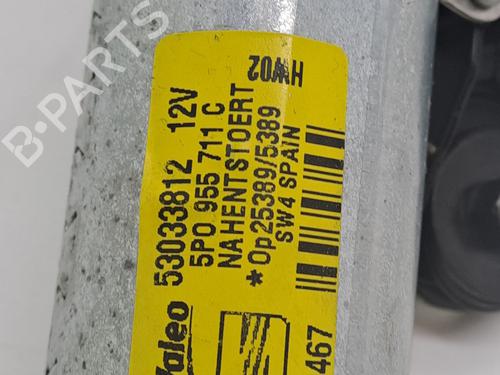 Valeo 53033812 12V
5P0 955 711 C
NAHENTSTOERT
*Op25389/5389
SW4 SPAIN
HW02
467
B-PARTS